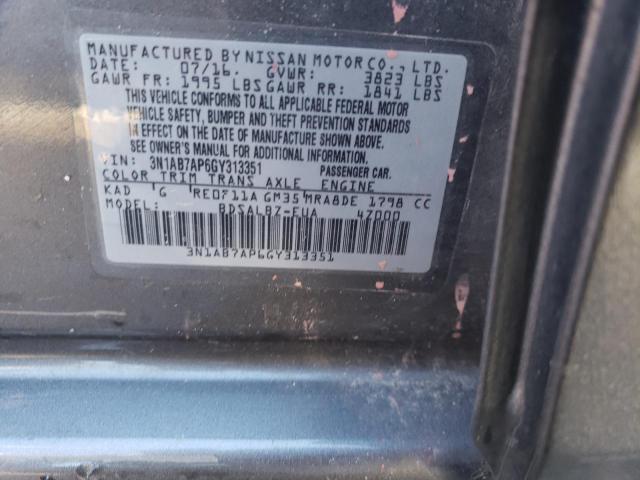 MANUFACTURED BY NISSAN MOTOR CO., LTD.
DATE: 07/16. GVWR: 3823 LBS
GAWR FR: 1995 LBS GAWR RR: 1841 LBS
THIS VEHICLE CONFORMS TO ALL APPLICABLE FEDERAL MOTOR
VEHICLE SAFETY, BUMPER AND THEFT PREVENTION STANDARDS
IN EFFECT ON THE DATE OF MANUFACTURE SHOWN ABOVE.
SEE OWNER'S MANUAL FOR ADDITIONAL INFORMATION.
VIN: 3N1AB7AP6GY313351 PASSENGER CAR.
COLOR TRIM TRANS AXLE ENGINE
KAD G RE0F11A GM35 MRA8DE 1798 CC
MODEL: BDSALBZ-EUA 4Z000
3N1AB7AP6GY313351